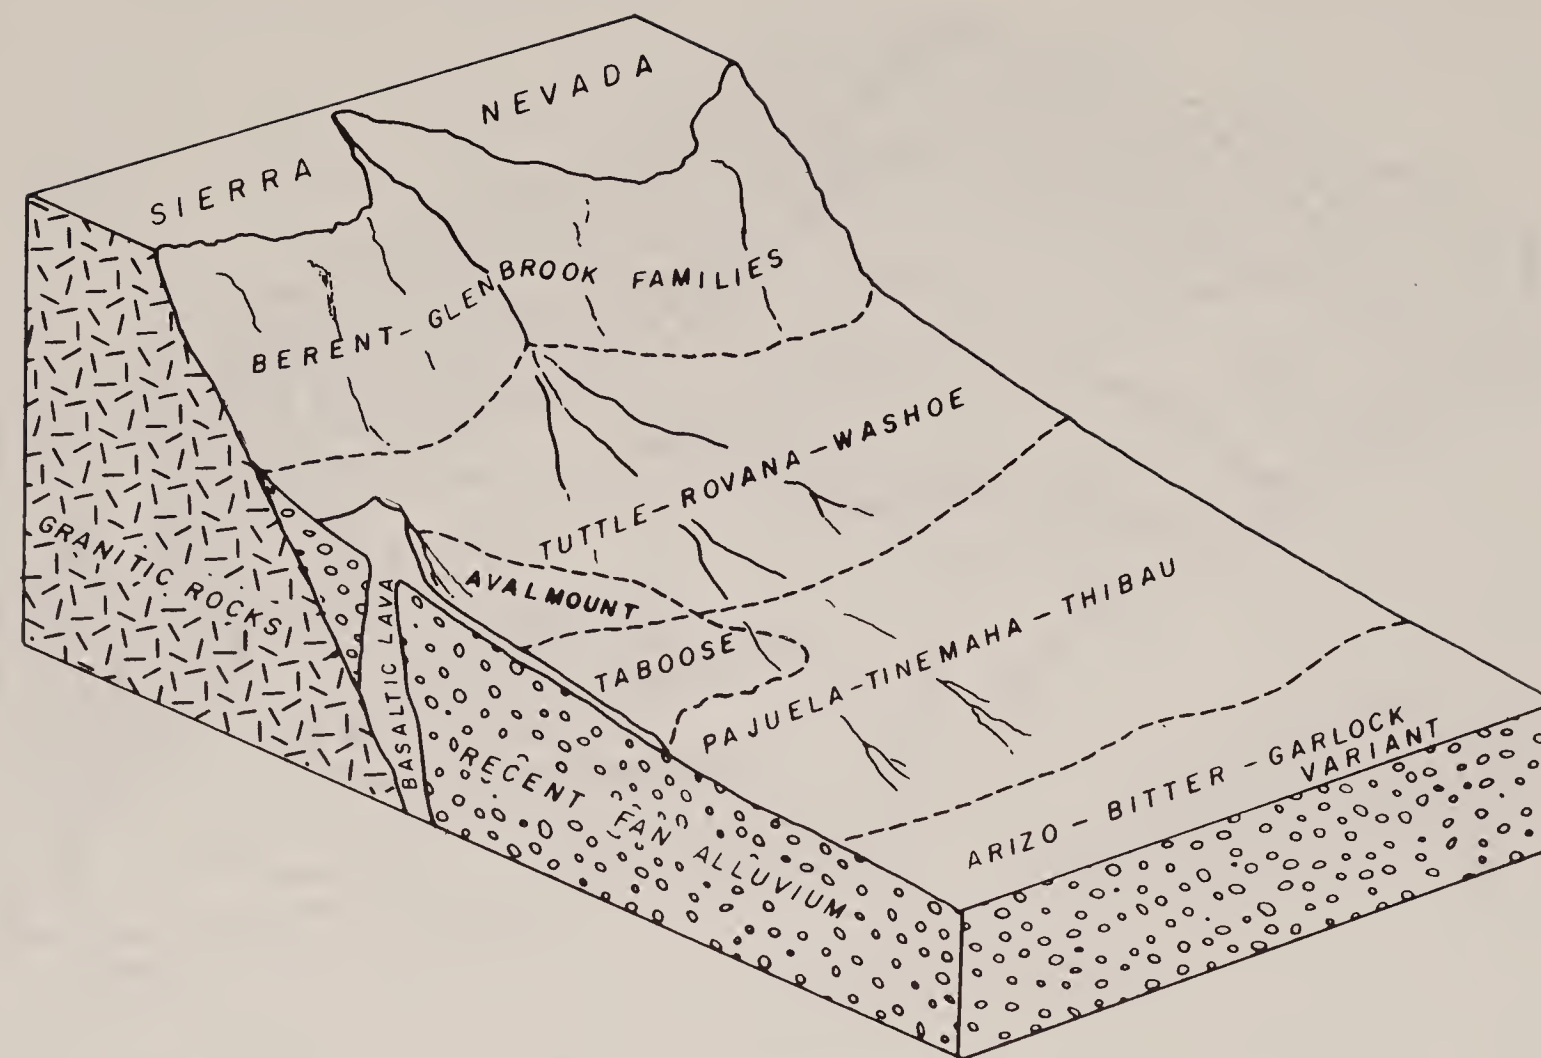 SIERRA NEVADA
BERENT-GLENBROOK FAMILIES
TUTTLE-ROVANA-WASHOE
AVALMOUNT
TABOOSE
PAJUELA-TINEMAHA-THIBAU
ARIZO-BITTER-GARLOCK
VARIANT
GRANITIC ROCKS
BASALTIC LAVA
RECENT FAN ALLUVIUM